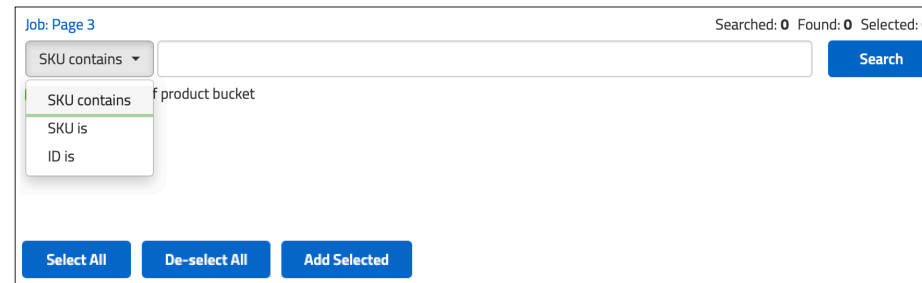 Job: Page 3
Searched: 0 Found: 0 Selected:
SKU contains
Search
SKU contains
f product bucket
SKU is
ID is
Select All
De-select All
Add Selected